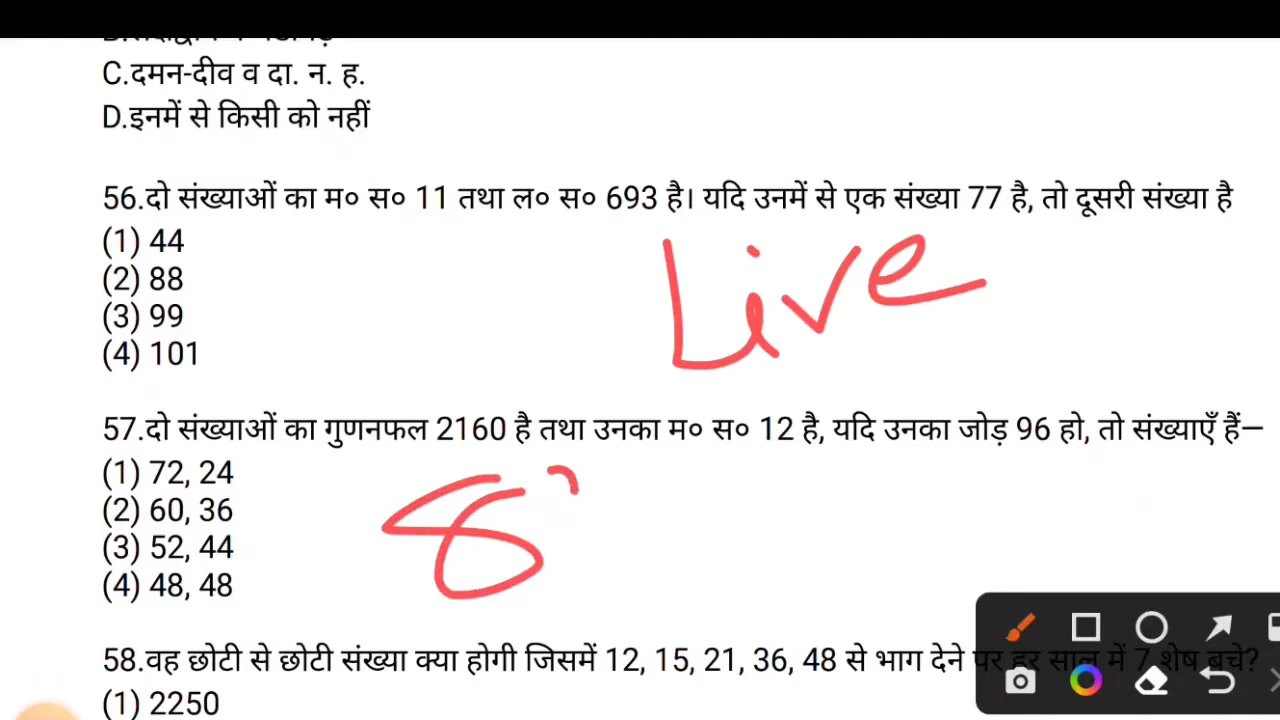 C.दमन-दीव व दा. न. ह.
D.इनमें से किसी को नहीं
56.दो संख्याओं का म० स० 11 तथा ल० स० 693 है। यदि उनमें से एक संख्या 77 है, तो दूसरी संख्या है
(1) 44
(2) 88
(3) 99
(4) 101
Live
57.दो संख्याओं का गुणनफल 2160 है तथा उनका म० स० 12 है, यदि उनका जोड़ 96 हो, तो संख्याएँ हैं—
(1) 72, 24
(2) 60, 36
(3) 52, 44
(4) 48, 48
8
58.वह छोटी से छोटी संख्या क्या होगी जिसमें 12, 15, 21, 36, 48 से भाग देने पर हर साल में 7 शेष बचे?
(1) 2250